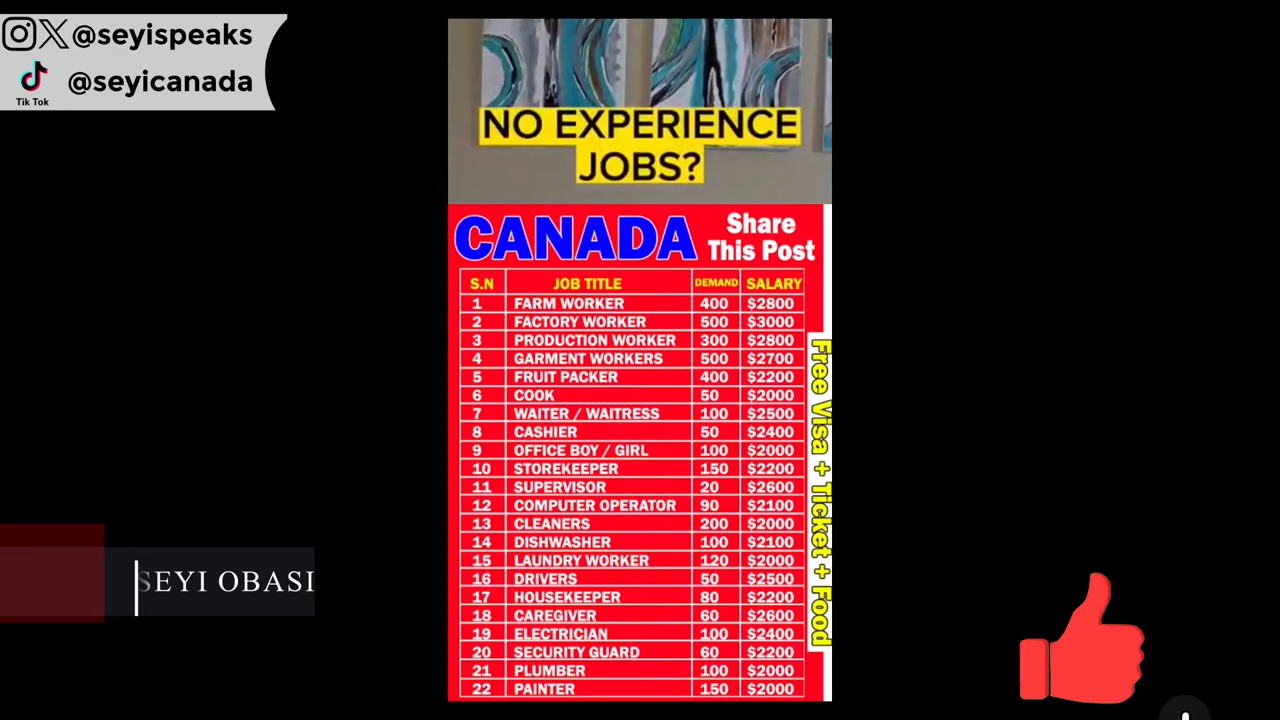 @seyispeaks
Tik Tok @seyicanada
NO EXPERIENCE
JOBS?
CANADA
Share
This Post
S.N JOB TITLE DEMAND SALARY
1 FARM WORKER 400 $2800
2 FACTORY WORKER 500 $3000
3 PRODUCTION WORKER 300 $2800
4 GARMENT WORKERS 500 $2700
5 FRUIT PACKER 400 $2200
6 COOK 50 $2000
7 WAITER / WAITRESS 100 $2500
8 CASHIER 50 $2400
9 OFFICE BOY / GIRL 100 $2000
10 STOREKEEPER 150 $2200
11 SUPERVISOR 20 $2600
12 COMPUTER OPERATOR 90 $2100
13 CLEANERS 200 $2000
14 DISHWASHER 100 $2100
15 LAUNDRY WORKER 120 $2000
16 DRIVERS 50 $2500
17 HOUSEKEEPER 80 $2200
18 CAREGIVER 60 $2600
19 ELECTRICIAN 100 $2400
20 SECURITY GUARD 60 $2200
21 PLUMBER 100 $2000
22 PAINTER 150 $2000
Free Visa + Ticket + Food
SEYI OBASI